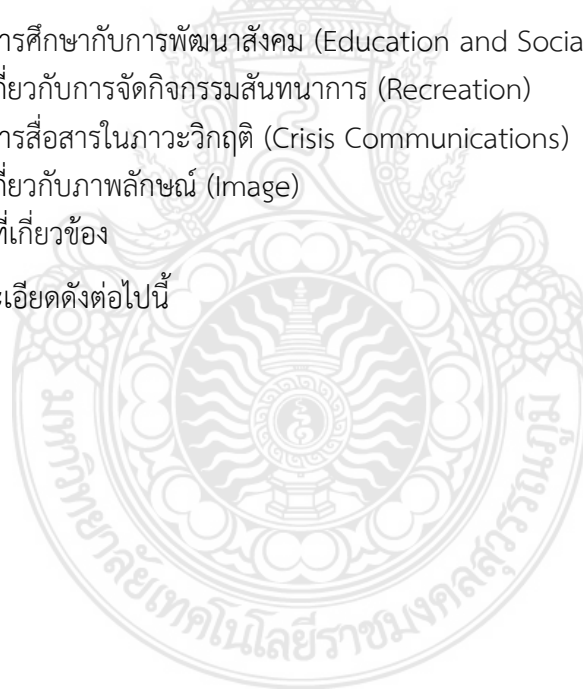 ารศึกษากับการพัฒนาสังคม (Education and Socia
กี่ยวกับการจัดกิจกรรมสันทนาการ (Recreation)
ารสื่อสารในภาวะวิกฤติ (Crisis Communications)
กี่ยวกับภาพลักษณ์ (Image)
ที่เกี่ยวข้อง
ะเอียดดังต่อไปนี้
มหาวิทยาลัยเทคโนโลยีราชมงคลสุวรรณภูมิ